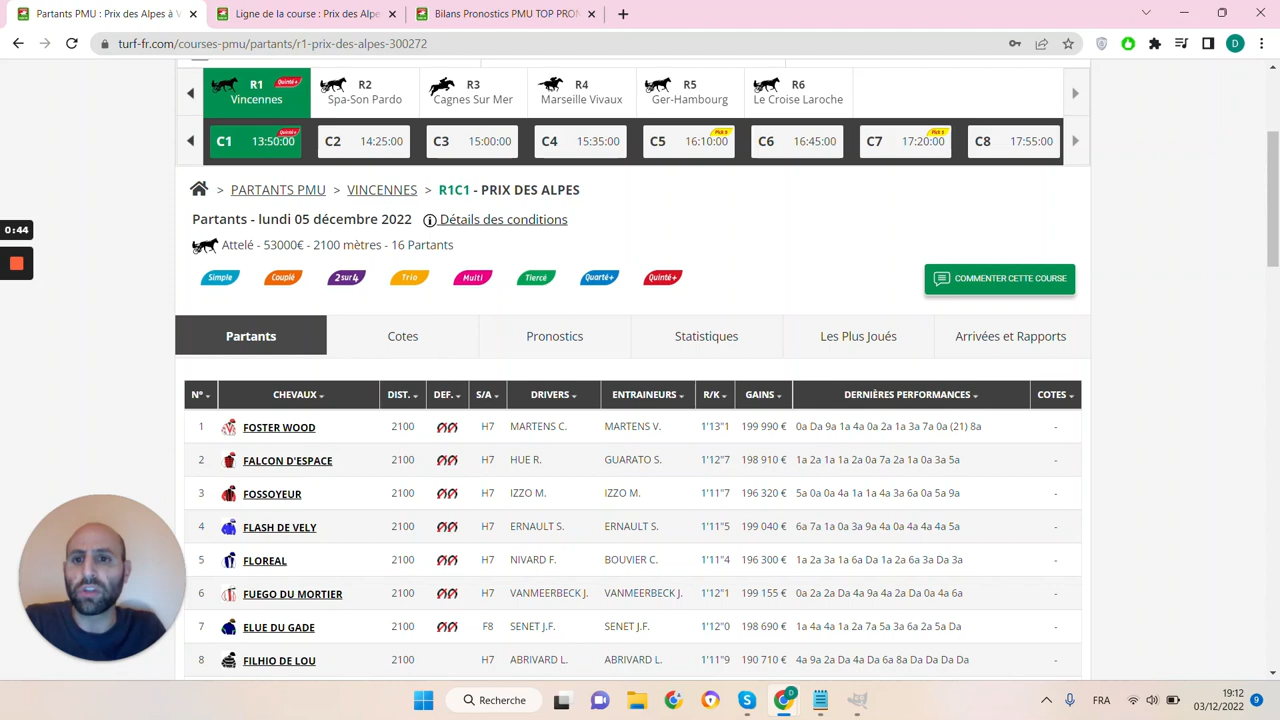 Partants PMU : Prix des Alpes à V
Ligne de la course : Prix des Alpe
Bilans Pronostics PMU TOP PRON
turf-fr.com/courses-pmu/partants/r1-prix-des-alpes-300272
D
R1 Quinté+ R2 R3 R4 R5 R6
Vincennes Spa-Son Pardo Cagnes Sur Mer Marseille Vivaux Ger-Hambourg Le Croise Laroche
C1 13:50:00 Quinté+ C2 14:25:00 C3 15:00:00 C4 15:35:00 C5 16:10:00 Pick 5 C6 16:45:00 C7 17:20:00 Pick 5 C8 17:55:00
> PARTANTS PMU > VINCENNES > R1C1 - PRIX DES ALPES
Partants - lundi 05 décembre 2022 Détails des conditions
0:44
Attelé - 53000€ - 2100 mètres - 16 Partants
Simple Couplé 2sur4 Trio Multi Tiercé Quarté+ Quinté+
COMMENTER CETTE COURSE
Partants Cotes Pronostics Statistiques Les Plus Joués Arrivées et Rapports
N° CHEVAUX DIST. DEF. S/A DRIVERS ENTRAINEURS R/K GAINS DERNIÈRES PERFORMANCES COTES
1 FOSTER WOOD 2100 H7 MARTENS C. MARTENS V. 1'13"1 199 990 € 0a Da 9a 1a 4a 0a 2a 1a 3a 7a 0a (21) 8a -
2 FALCON D'ESPACE 2100 H7 HUE R. GUARATO S. 1'12"7 198 910 € 1a 2a 1a 1a 2a 0a 7a 2a 1a 0a 3a 5a -
3 FOSSOYEUR 2100 H7 IZZO M. IZZO M. 1'11"7 196 320 € 5a 0a 0a 4a 1a 1a 4a 3a 6a 0a 5a 9a -
4 FLASH DE VELY 2100 H7 ERNAULT S. ERNAULT S. 1'11"5 199 040 € 6a 7a 1a 0a 3a 9a 4a 0a 4a 4a 4a 5a -
5 FLOREAL 2100 H7 NIVARD F. BOUVIER C. 1'11"4 196 300 € 1a 2a 3a 1a 6a Da 1a 2a 6a 3a Da 3a -
6 FUEGO DU MORTIER 2100 H7 VANMEERBECK J. VANMEERBECK J. 1'12"1 199 155 € 0a 2a 2a Da 4a 9a 4a 2a Da 0a 4a 6a -
7 ELUE DU GADE 2100 F8 SENET J.F. SENET J.F. 1'12"0 198 690 € 1a 4a 4a 1a 2a 7a 5a 3a 6a 2a 5a Da -
8 FILHIO DE LOU 2100 H7 ABRIVARD L. ABRIVARD L. 1'11"9 190 710 € 4a 9a 2a Da 4a Da 6a 8a Da Da Da Da -
Recherche
D
FRA
19:12
03/12/2022
9